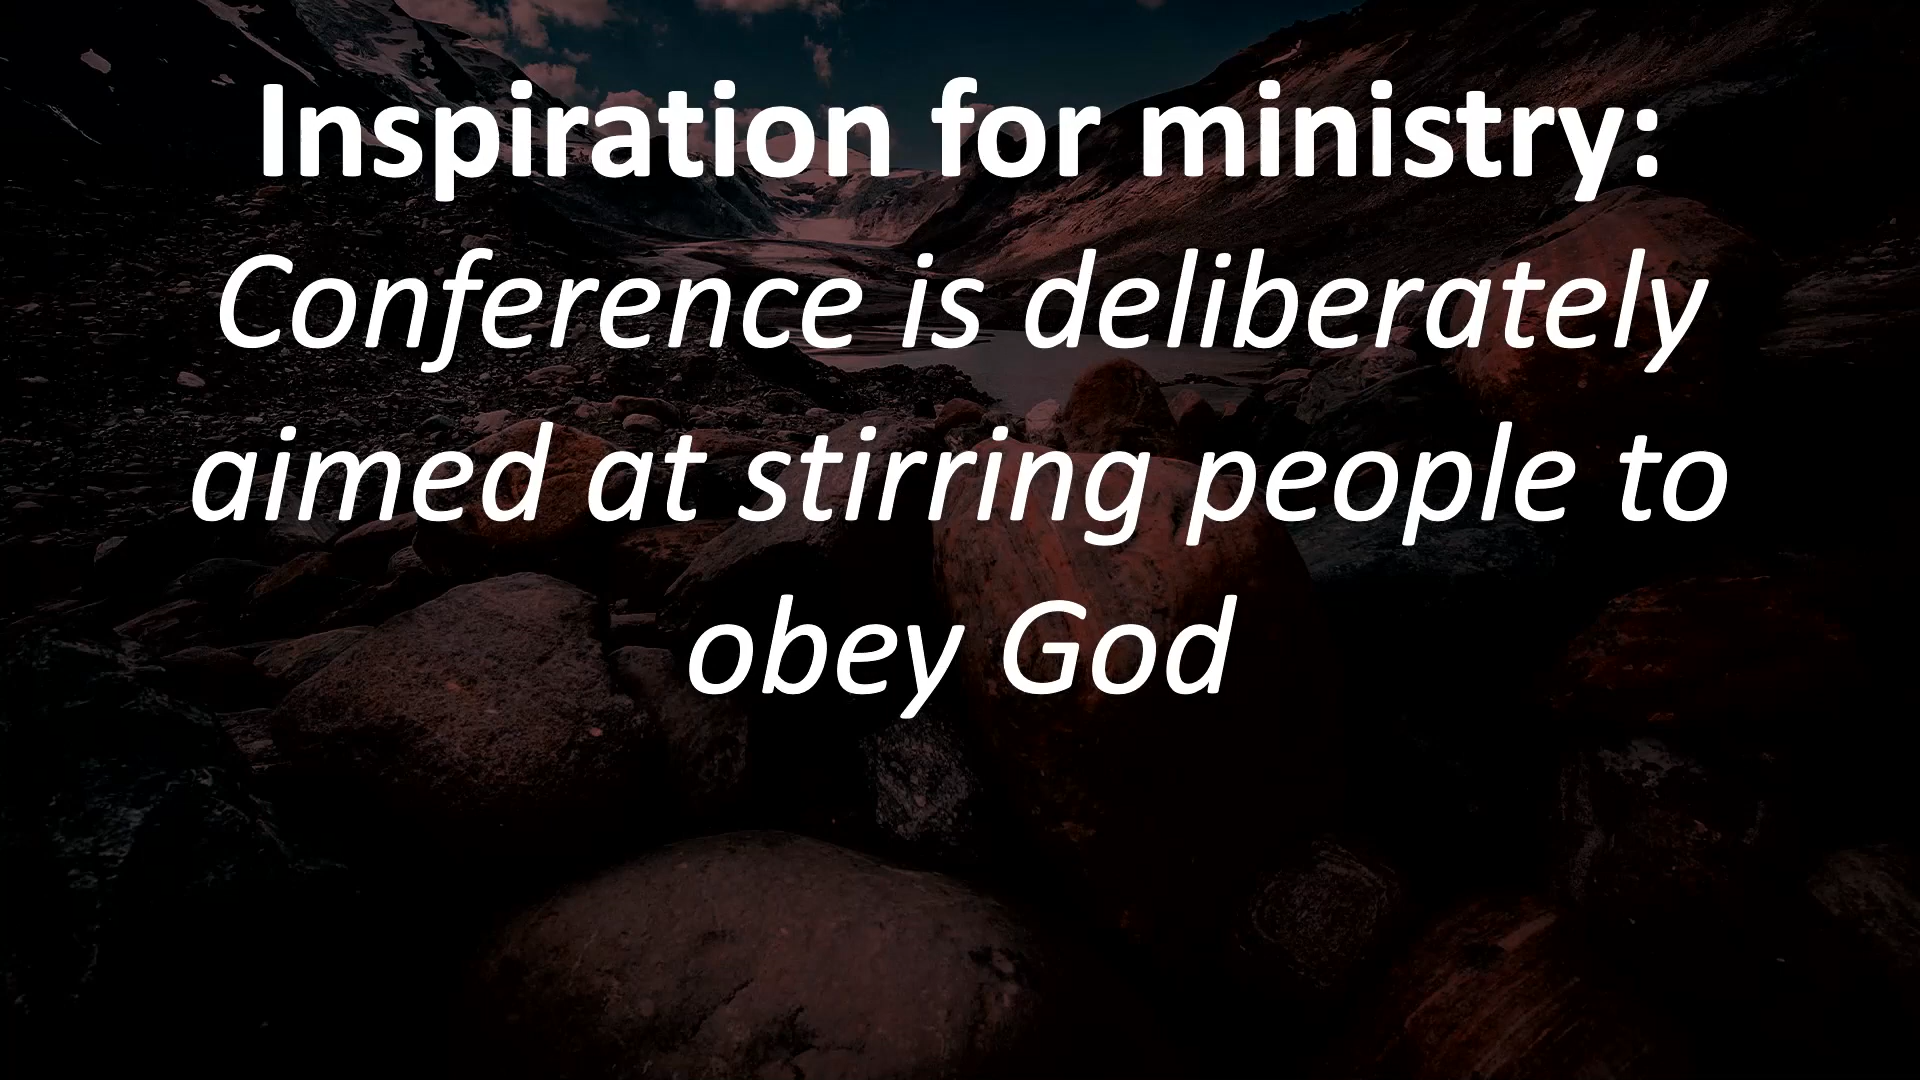 Inspiration for ministry:
Conference is deliberately
aimed at stirring people to
obey God